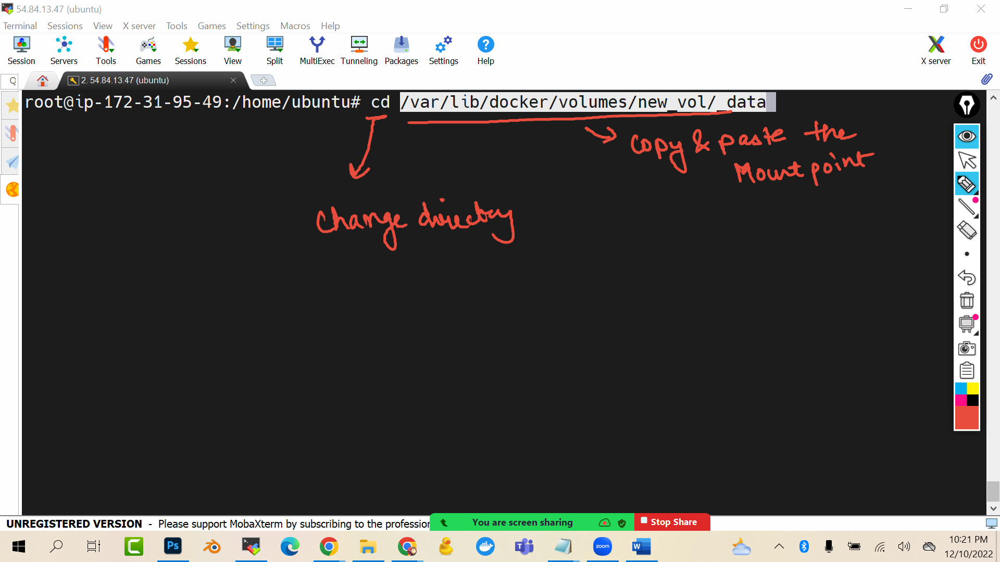 54.84.13.47 (ubuntu)
Terminal Sessions View X server Tools Games Settings Macros Help
Session Servers Tools Games Sessions View Split MultiExec Tunneling Packages Settings Help X server Exit
2. 54.84.13.47 (ubuntu)
root@ip-172-31-95-49:/home/ubuntu# cd /var/lib/docker/volumes/new_vol/_data
Copy & paste the
Mount point
Change directory
UNREGISTERED VERSION - Please support MobaXterm by subscribing to the profession
You are screen sharing Stop Share
Ps
zoom
W
10:21 PM
12/10/2022